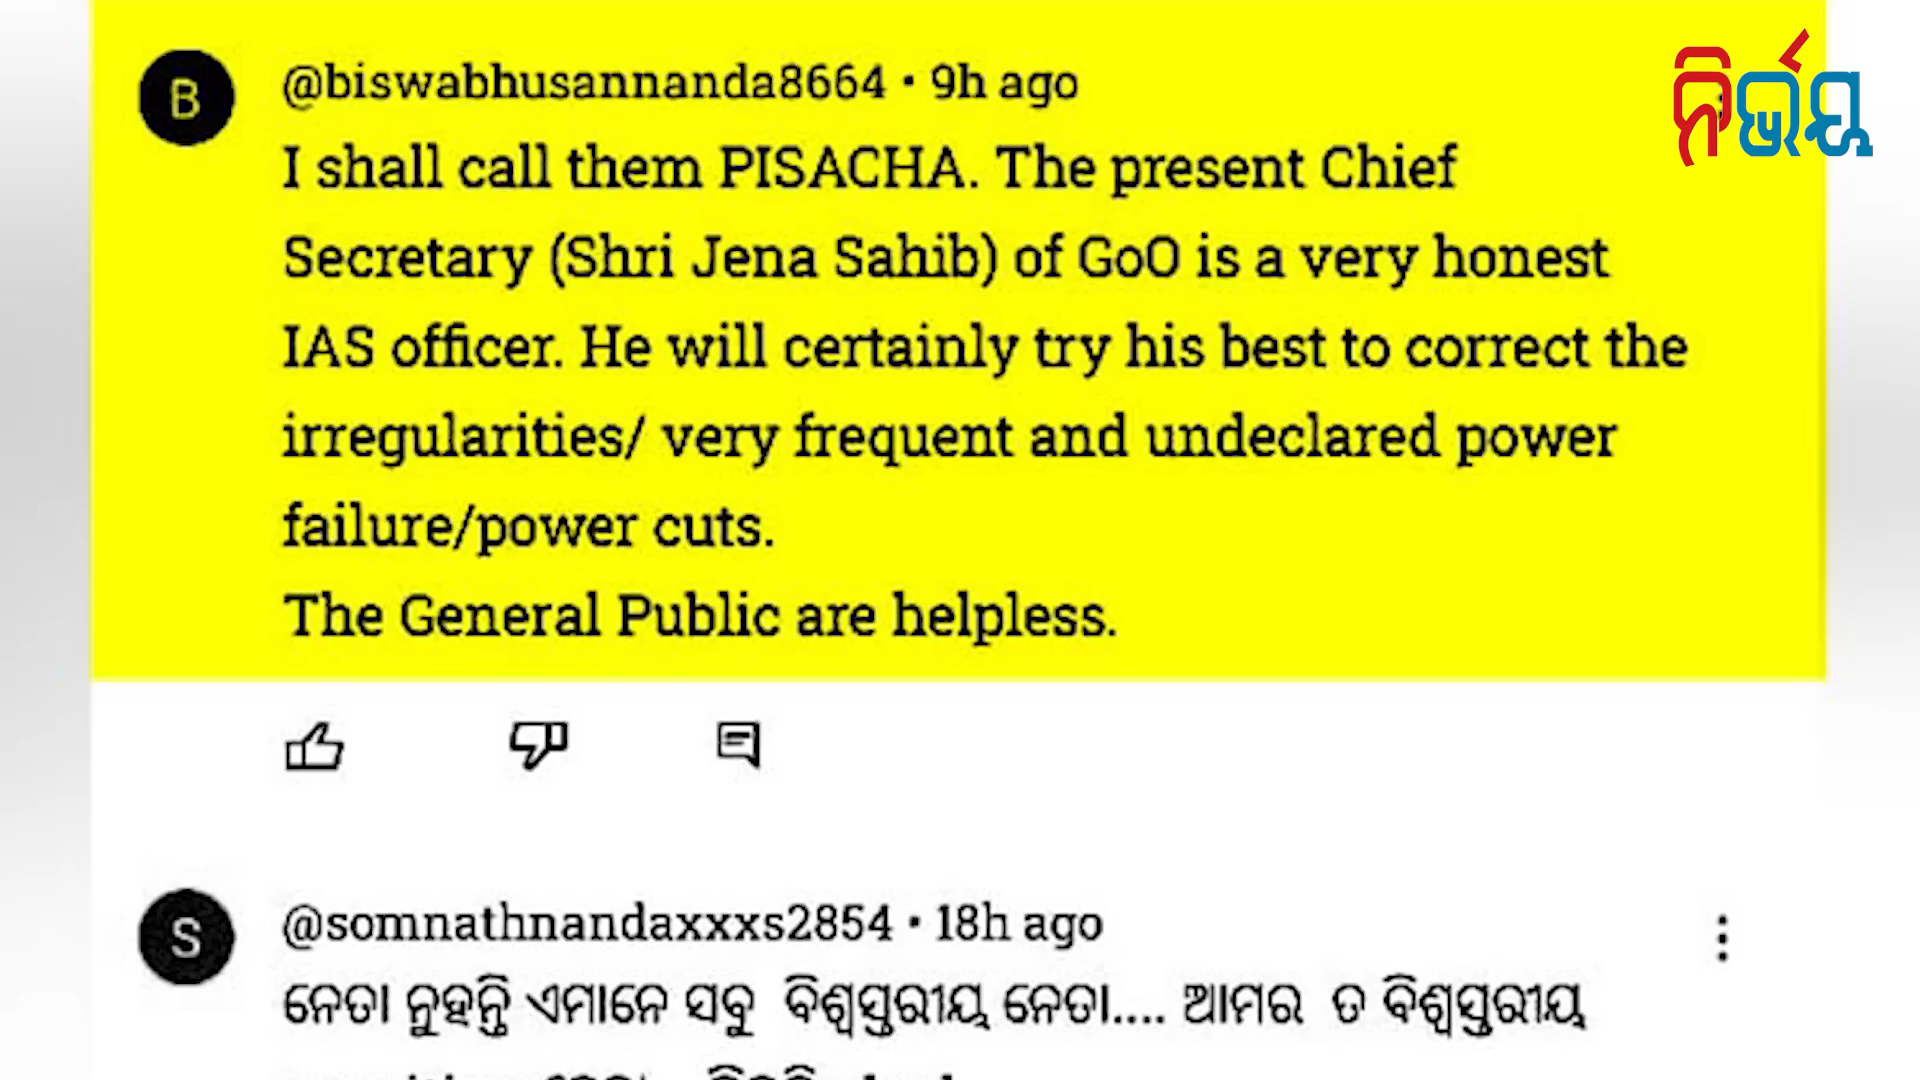 B
@biswabhusannanda8664 • 9h ago
ନିର୍ଭୟ
I shall call them PISACHA. The present Chief
Secretary (Shri Jena Sahib) of GoO is a very honest
IAS officer. He will certainly try his best to correct the
irregularities/ very frequent and undeclared power
failure/power cuts.
The General Public are helpless.
S
@somnathnandaxxxs2854 • 18h ago
ନେତା ନୁହନ୍ତି ଏମାନେ ସବୁ ବିଶ୍ୱସ୍ତରୀୟ ନେତା.... ଆମର ତ ବିଶ୍ୱସ୍ତରୀୟ